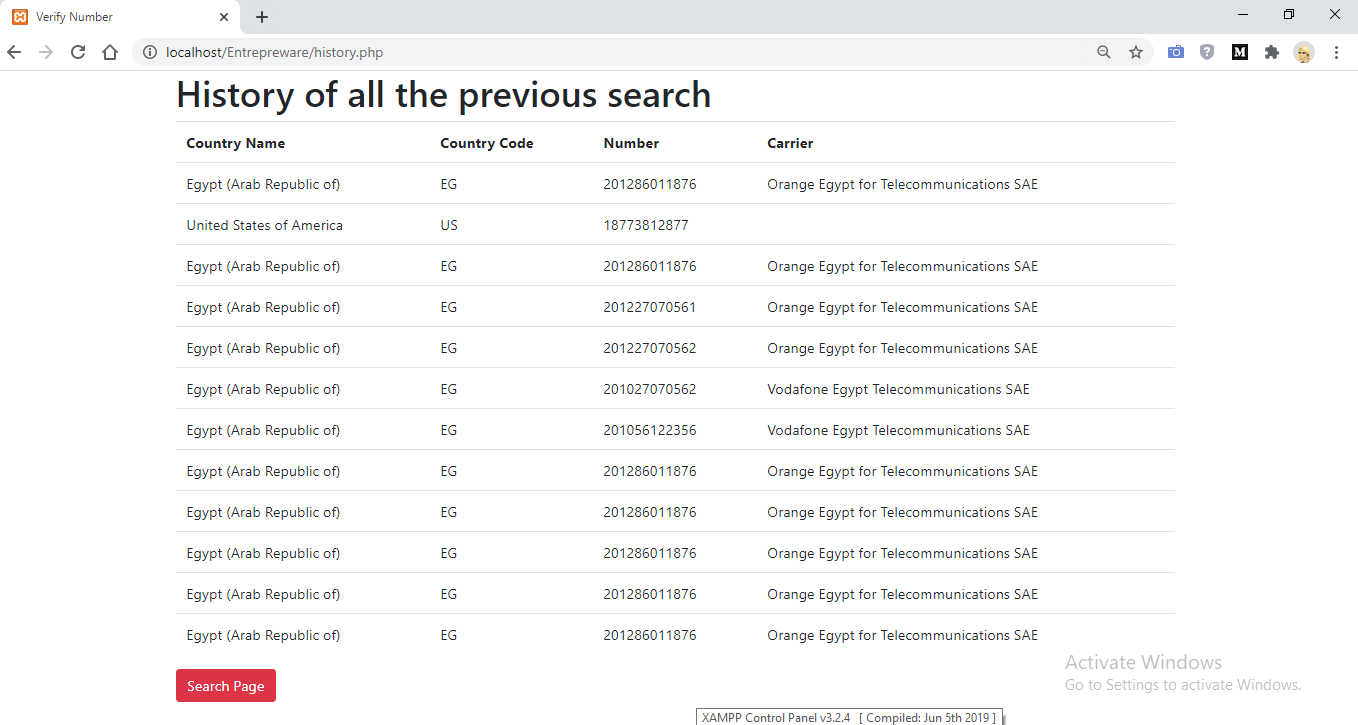 Verify Number
localhost/Entrepreware/history.php
M
History of all the previous search
Country Name Country Code Number Carrier
Egypt (Arab Republic of) EG 201286011876 Orange Egypt for Telecommunications SAE
United States of America US 18773812877
Egypt (Arab Republic of) EG 201286011876 Orange Egypt for Telecommunications SAE
Egypt (Arab Republic of) EG 201227070561 Orange Egypt for Telecommunications SAE
Egypt (Arab Republic of) EG 201227070562 Orange Egypt for Telecommunications SAE
Egypt (Arab Republic of) EG 201027070562 Vodafone Egypt Telecommunications SAE
Egypt (Arab Republic of) EG 201056122356 Vodafone Egypt Telecommunications SAE
Egypt (Arab Republic of) EG 201286011876 Orange Egypt for Telecommunications SAE
Egypt (Arab Republic of) EG 201286011876 Orange Egypt for Telecommunications SAE
Egypt (Arab Republic of) EG 201286011876 Orange Egypt for Telecommunications SAE
Egypt (Arab Republic of) EG 201286011876 Orange Egypt for Telecommunications SAE
Egypt (Arab Republic of) EG 201286011876 Orange Egypt for Telecommunications SAE
Activate Windows
Go to Settings to activate Windows.
Search Page
XAMPP Control Panel v3.2.4 [ Compiled: Jun 5th 2019 ]